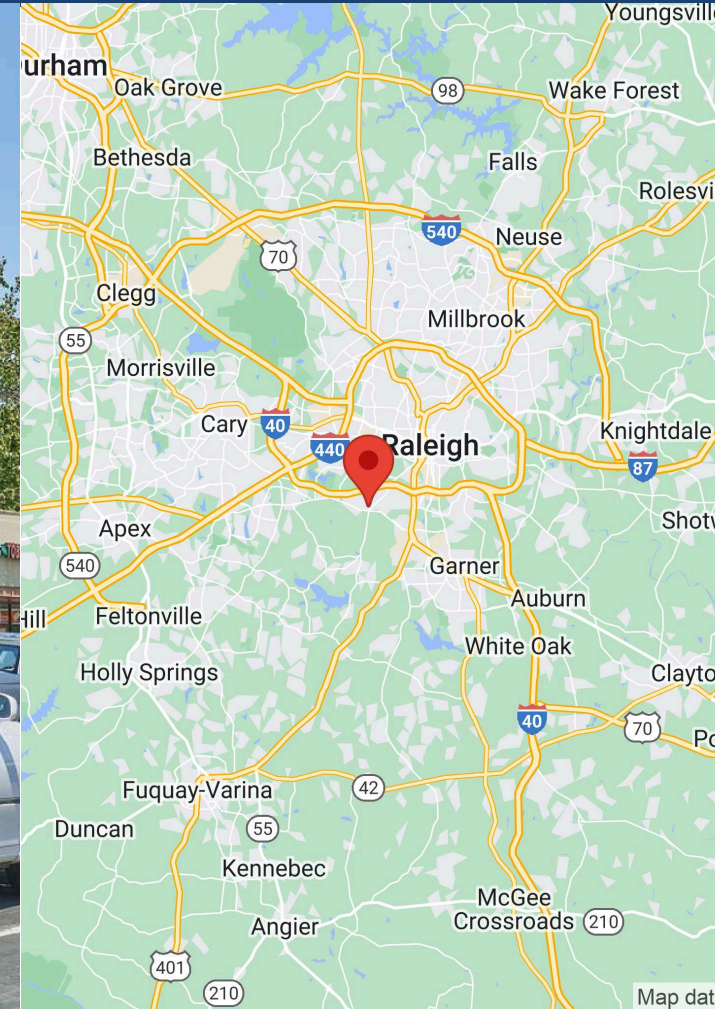 Youngsvill
urham
Oak Grove
98
Wake Forest
Bethesda
Falls
Rolesvi
540
Neuse
70
Clegg
Millbrook
55
Morrisville
Cary
40
440
Raleigh
Knightdale
87
Apex
Shotw
540
Garner
Auburn
Hill
Feltonville
White Oak
Holly Springs
Clayto
40
70
Po
Fuquay-Varina
42
Duncan
55
Kennebec
McGee
Crossroads
210
Angier
401
210
Map dat